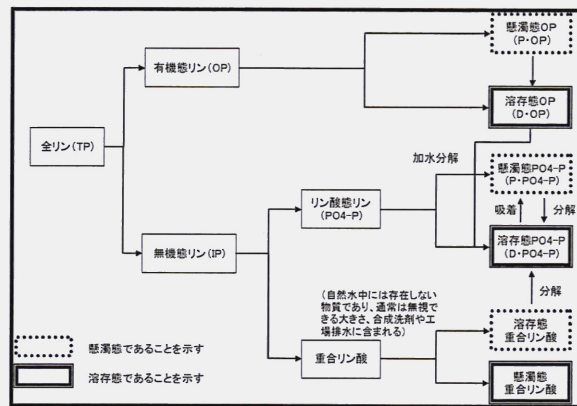 懸濁態OP
(P・OP)
有機態リン(OP)
溶存態OP
(D・OP)
全リン(TP)
加水分解
懸濁態PO4-P
(P・PO4-P)
リン酸態リン
(PO4-P)
吸着
分解
無機態リン(IP)
溶存態PO4-P
(D・PO4-P)
(自然水中には存在しない
物質であり、通常は無視で
きる大きさ、合成洗剤や工
場排水に含まれる)
分解
溶存態
重合リン酸
懸濁態であることを示す
重合リン酸
溶存態であることを示す
懸濁態
重合リン酸